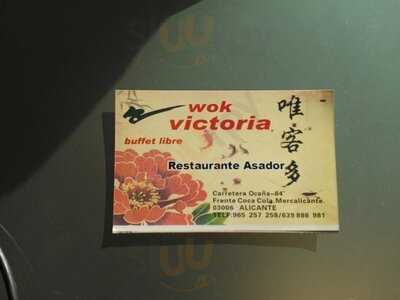 wok
victoria
buffet libre
唯客多
Restaurante Asador
Carretera Ocaña-84
Frente Coca Cola,Mercalicante.
03006 ALICANTE
TELF:965 257 258/639 888 981